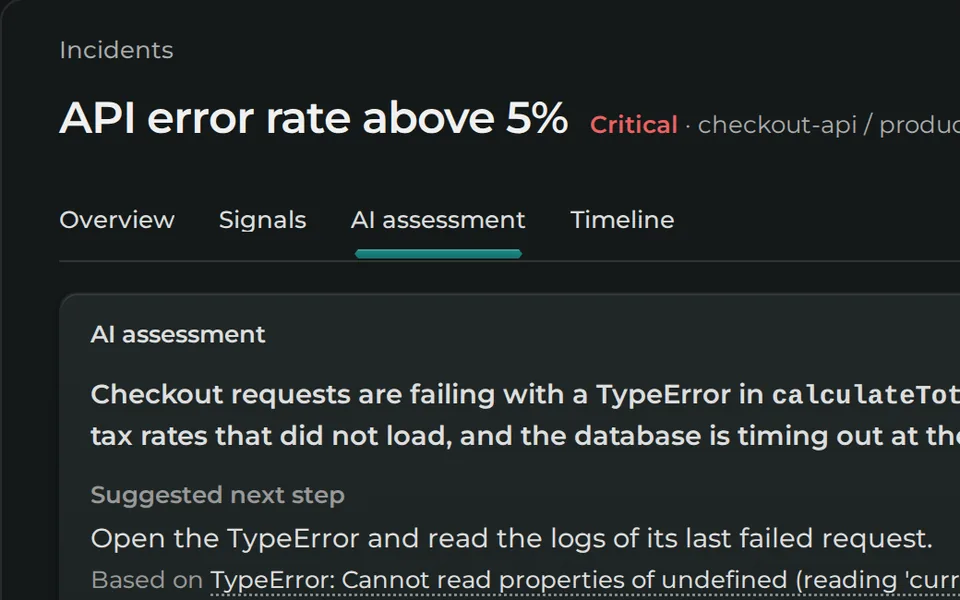 Incidents
API error rate above 5% Critical · checkout-api / produc
Overview Signals AI assessment Timeline
AI assessment
Checkout requests are failing with a TypeError in calculateTot
tax rates that did not load, and the database is timing out at the
Suggested next step
Open the TypeError and read the logs of its last failed request.
Based on TypeError: Cannot read properties of undefined (reading 'curr